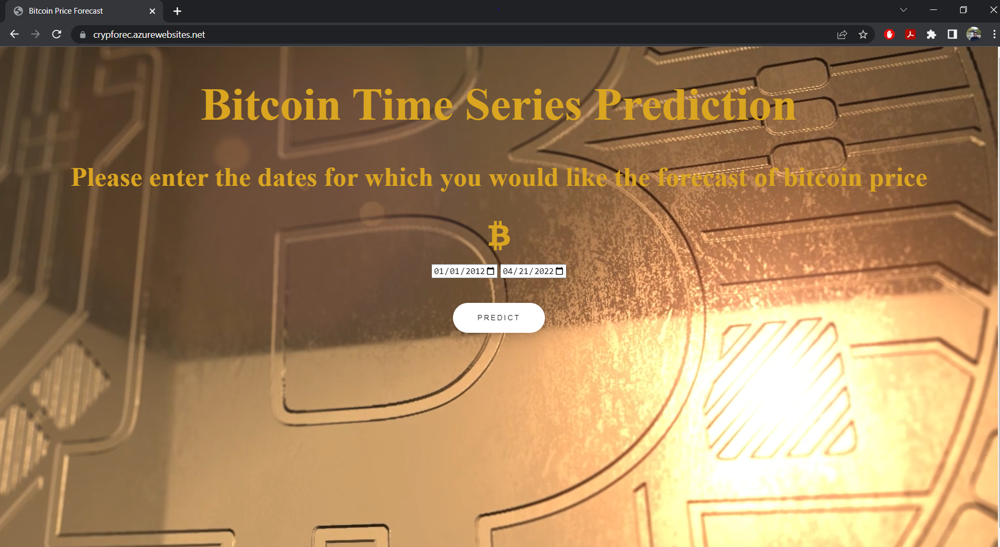 Bitcoin Price Forecast
crypforec.azurewebsites.net
Bitcoin Time Series Prediction
Please enter the dates for which you would like the forecast of bitcoin price
01/01/2012 04/21/2022
PREDICT